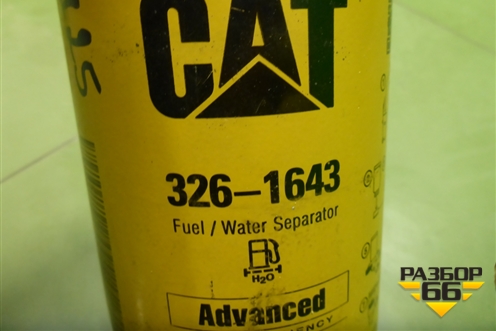 CAT
326-1643
Fuel / Water Separator
H₂O
Advanced
РАЗБОР
66